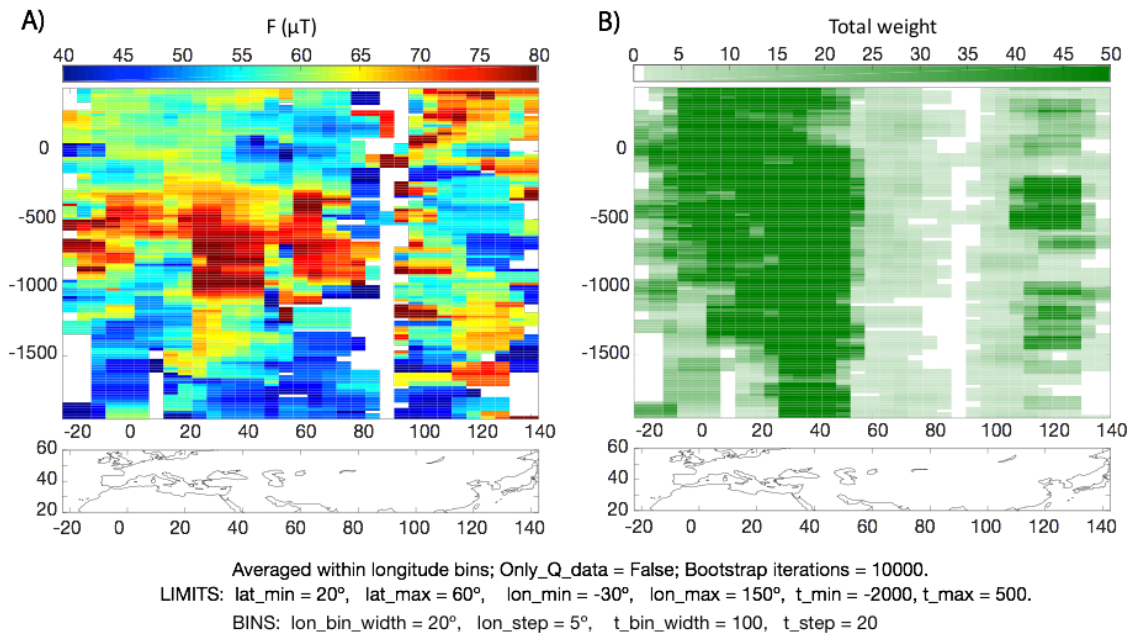 A)
F (µT)
40 45 50 55 60 65 70 75 80
0
-500
-1000
-1500
-20 0 20 40 60 80 100 120 140
60
40
20
-20 0 20 40 60 80 100 120 140
B)
Total weight
0 5 10 15 20 24 30 35 40 45 50
0
-500
-1000
-1500
-20 0 20 40 60 80 100 120 140
60
40
20
-20 0 20 40 60 80 100 120 140
Averaged within longitude bins; Only_Q_data = False; Bootstrap iterations = 10000.
LIMITS: lat_min = 20°, lat_max = 60°, lon_min = -30°, lon_max = 150°, t_min = -2000, t_max = 500.
BINS: lon_bin_width = 20°, lon_step = 5°, t_bin_width = 100, t_step = 20